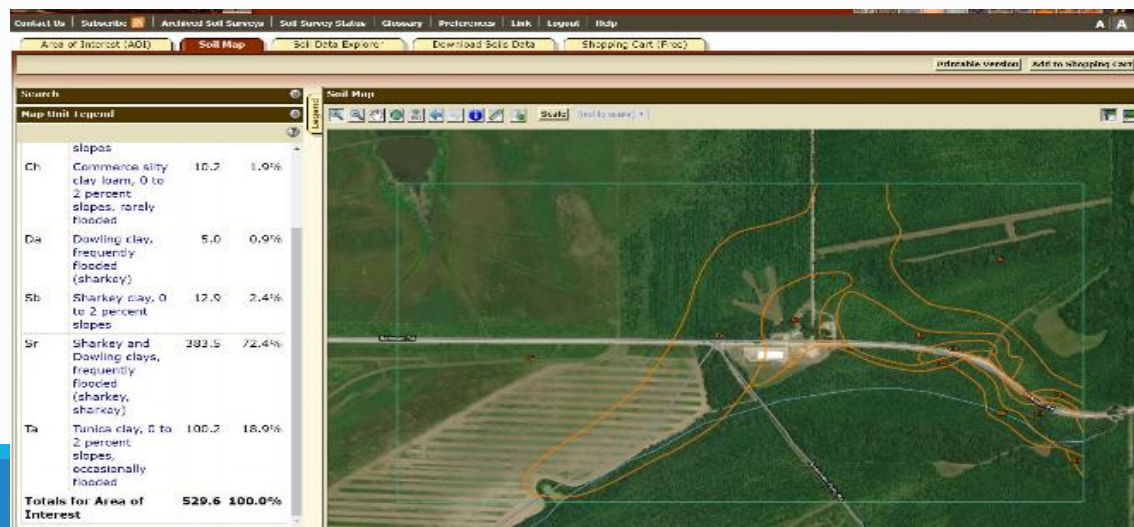 Contact Us | Subscribe | Archived Soil Surveys | Soil Survey Status | Glossary | Preferences | Link | Logout | Help
A A
Area of Interest (AOI) Soil Map Soil Data Explorer Download Soils Data Shopping Cart (Free)
Printable Version Add to Shopping Cart
Search
Map Unit Legend
slopes
Ch Commerce silty 10.2 1.9%
clay loam, 0 to
2 percent
slopes, rarely
flooded
Da Dowling clay, 5.0 0.9%
frequently
flooded
(sharkey)
Sb Sharkey clay, 0 12.9 2.4%
to 2 percent
slopes
Sr Sharkey and 383.5 72.4%
Dowling clays,
frequently
flooded
(sharkey,
sharkey)
Ta Tunica clay, 0 to 100.2 18.9%
2 percent
slopes,
occasionally
flooded
Totals for Area of 529.6 100.0%
Interest
Legend
Soil Map
Scale (not to scale)